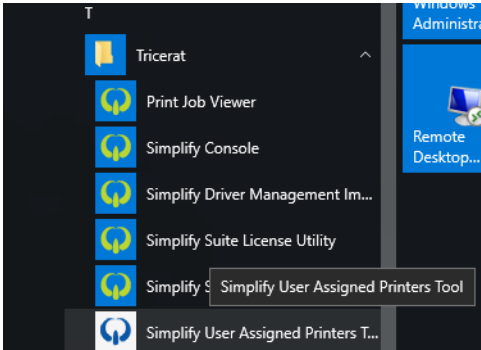 T
Tricerat
Print Job Viewer
Simplify Console
Simplify Driver Management Im...
Simplify Suite License Utility
Simplify
Simplify User Assigned Printers Tool
Simplify User Assigned Printers T...
Windows
Administra
Remote
Desktop...